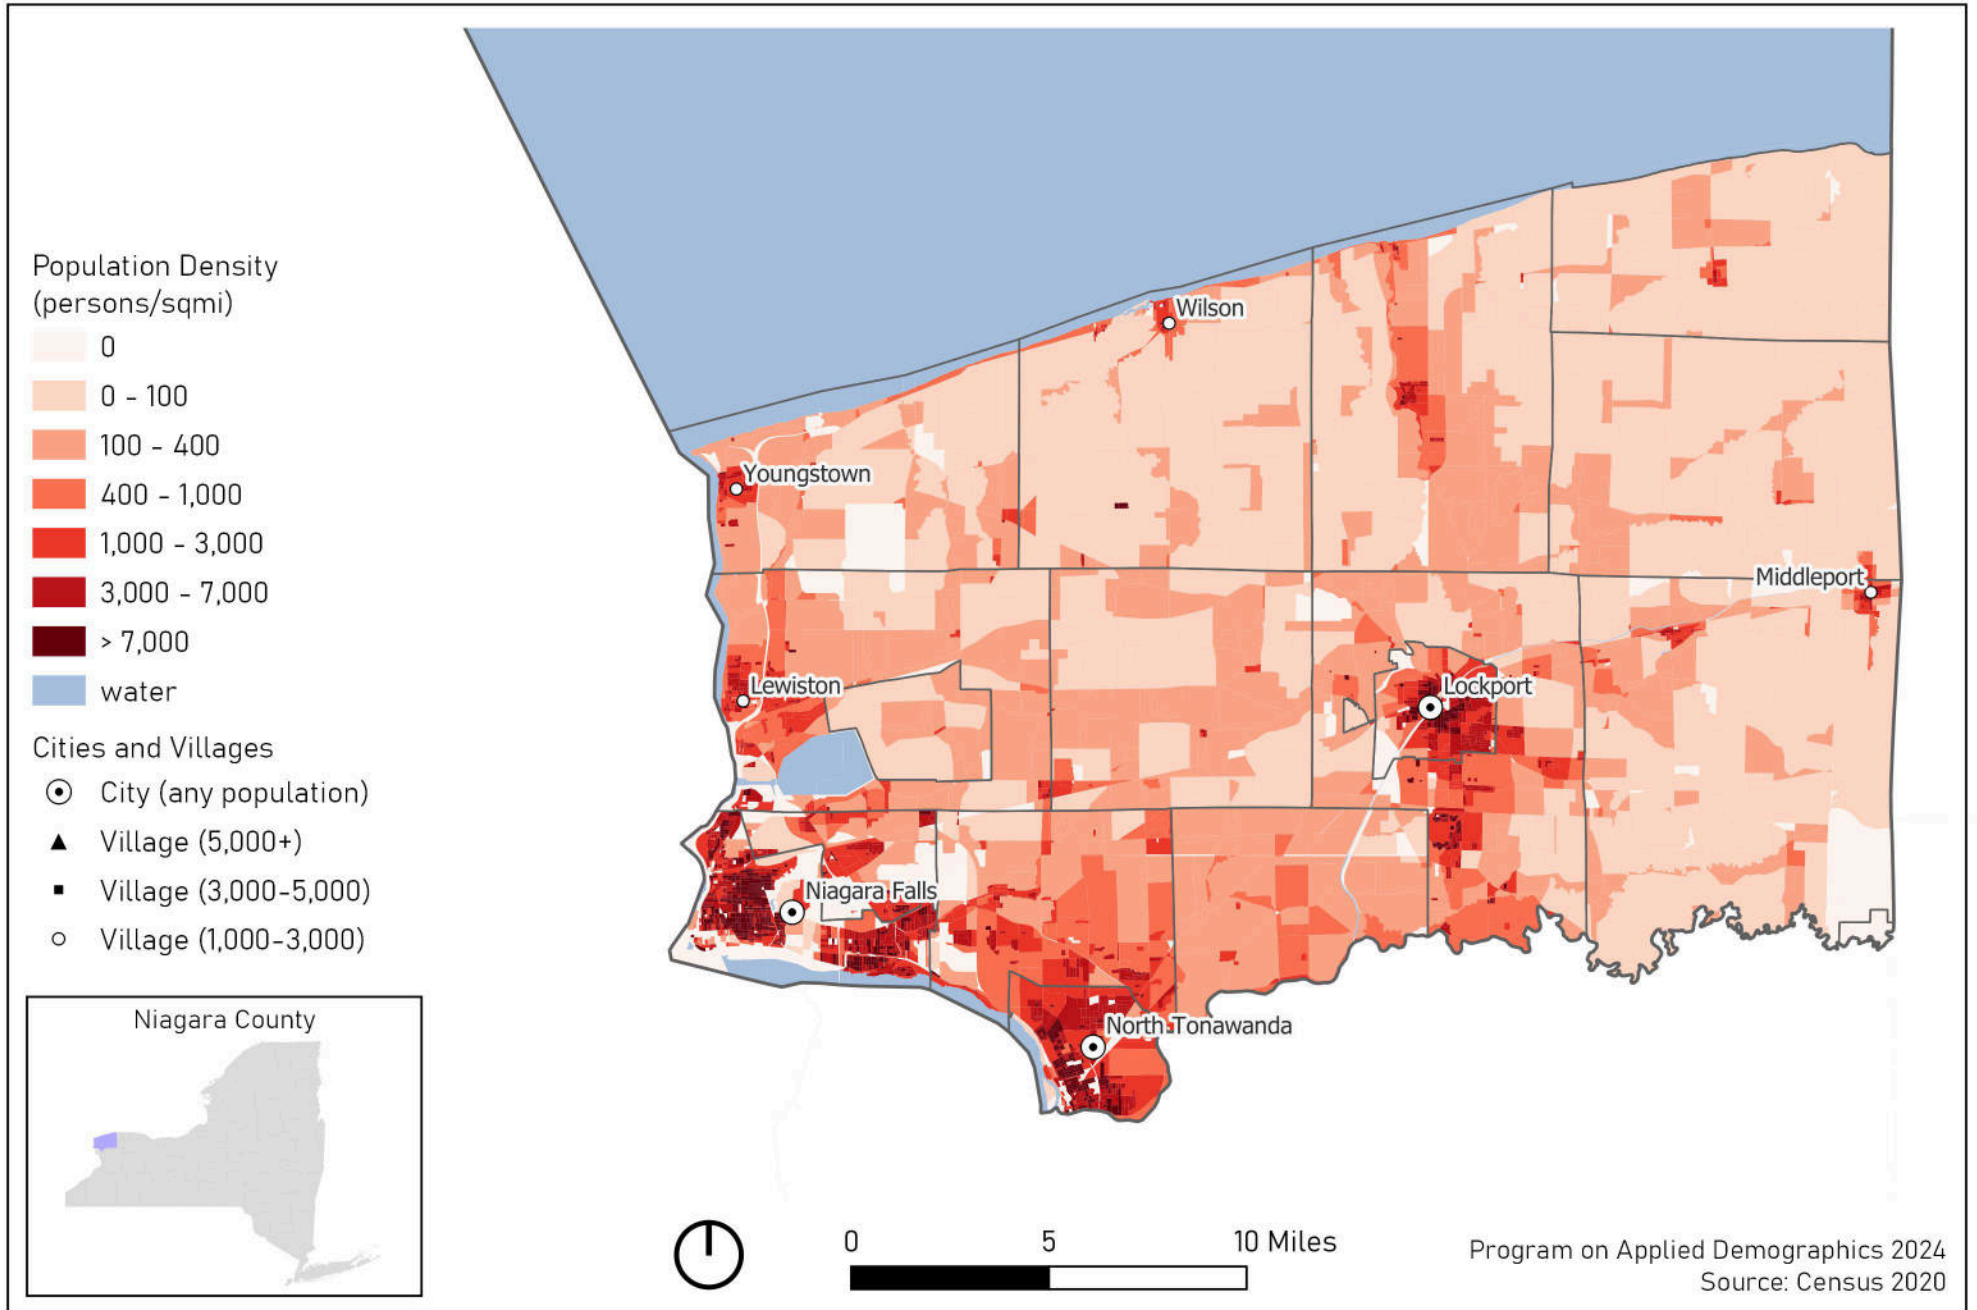 Population Density
(persons/sqmi)
0
0 - 100
100 - 400
400 - 1,000
1,000 - 3,000
3,000 - 7,000
> 7,000
water
Cities and Villages
City (any population)
Village (5,000+)
Village (3,000-5,000)
Village (1,000-3,000)
Niagara County
Wilson
Youngstown
Middleport
Lewiston
Lockport
Niagara Falls
North Tonawanda
0 5 10 Miles
Program on Applied Demographics 2024
Source: Census 2020